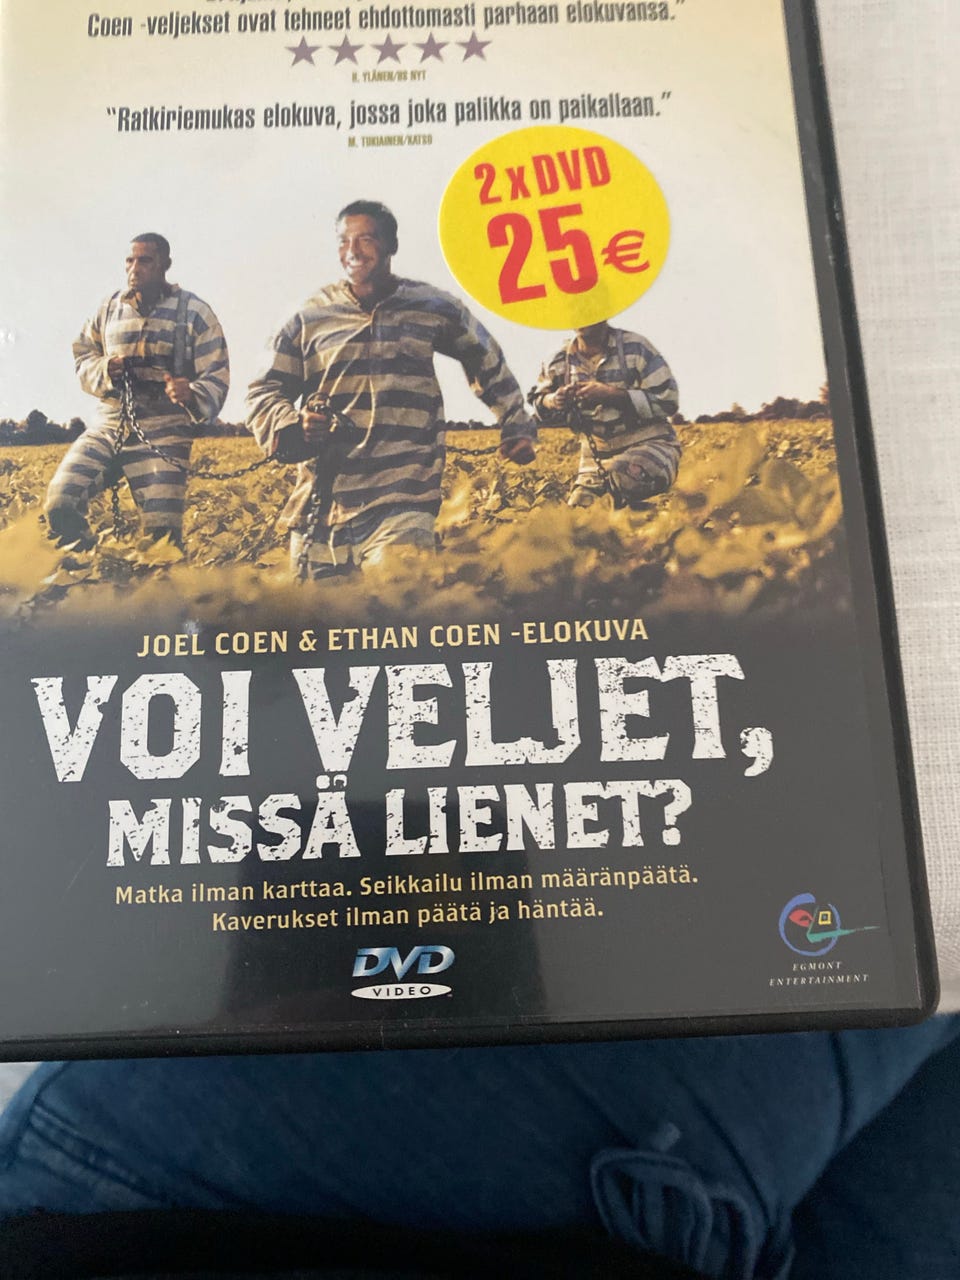 Coen -veljekset ovat tehneet ehdottomasti parhaan elokuvansa."
H. YLÄNEN/HS NYT
"Ratkiriemukas elokuva, jossa joka palikka on paikallaan."
M. TUKIAINEN/KATSO
2 x DVD
25€
JOEL COEN & ETHAN COEN -ELOKUVA
VOI VELJET,
MISSÄ LIENET?
Matka ilman karttaa. Seikkailu ilman määränpäätä.
Kaverukset ilman päätä ja häntää.
DVD
VIDEO
EGMONT
ENTERTAINMENT